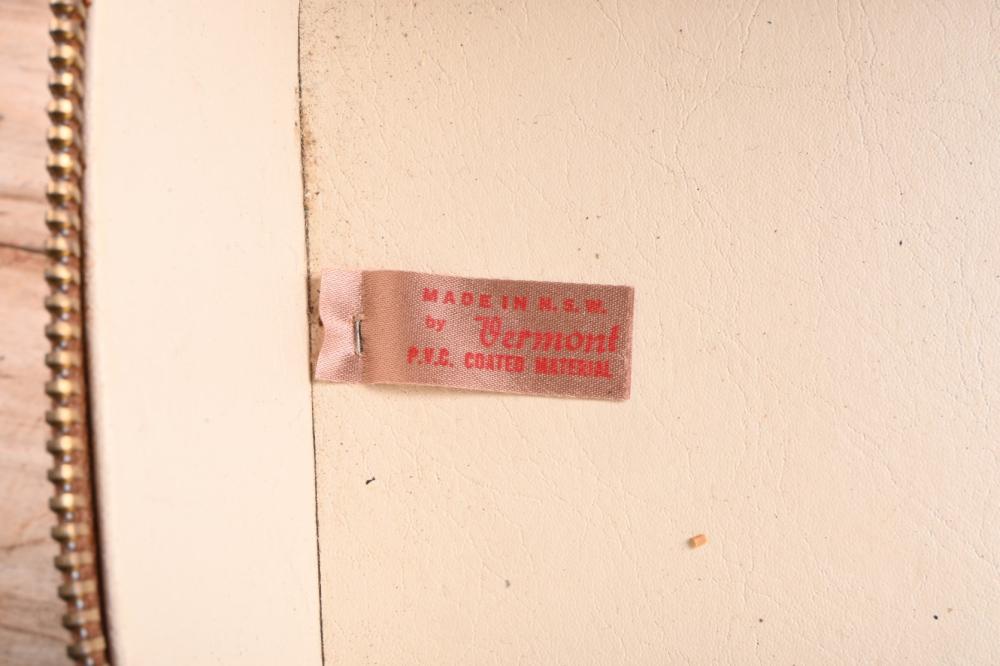 MADE IN N.S.W.
by Vermont
P.V.C. COATED MATERIAL